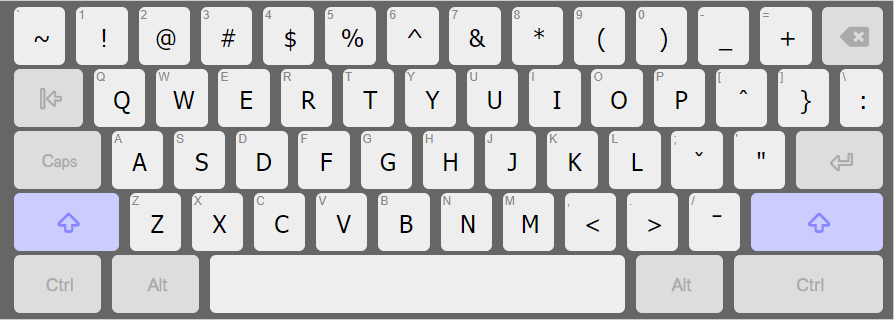 ` ~ 1 ! 2 @ 3 # 4 $ 5 % 6 ^ 7 & 8 * 9 ( 0 ) - _ = +
Q Q W W E E R R T T Y Y U U I I O O P P [ ˆ ] } \ :
Caps A A S S D D F F G G H H J J K K L L ; ˇ ' "
Z Z X X C C V V B B N N M M , < . > / ¯
Ctrl Alt Alt Ctrl